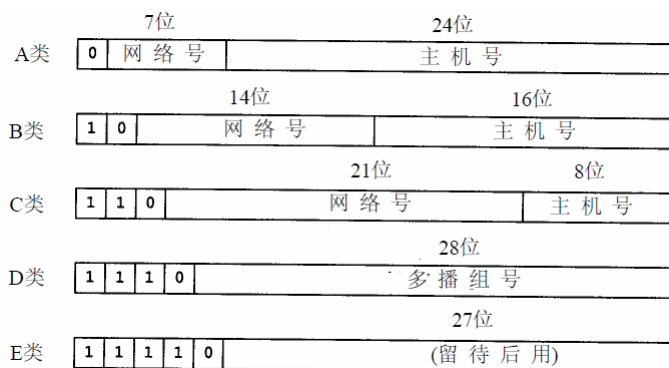 7位 24位
A类 0 网络号 主机号
14位 16位
B类 1 0 网络号 主机号
21位 8位
C类 1 1 0 网络号 主机号
28位
D类 1 1 1 0 多播组号
27位
E类 1 1 1 1 0 (留待后用)